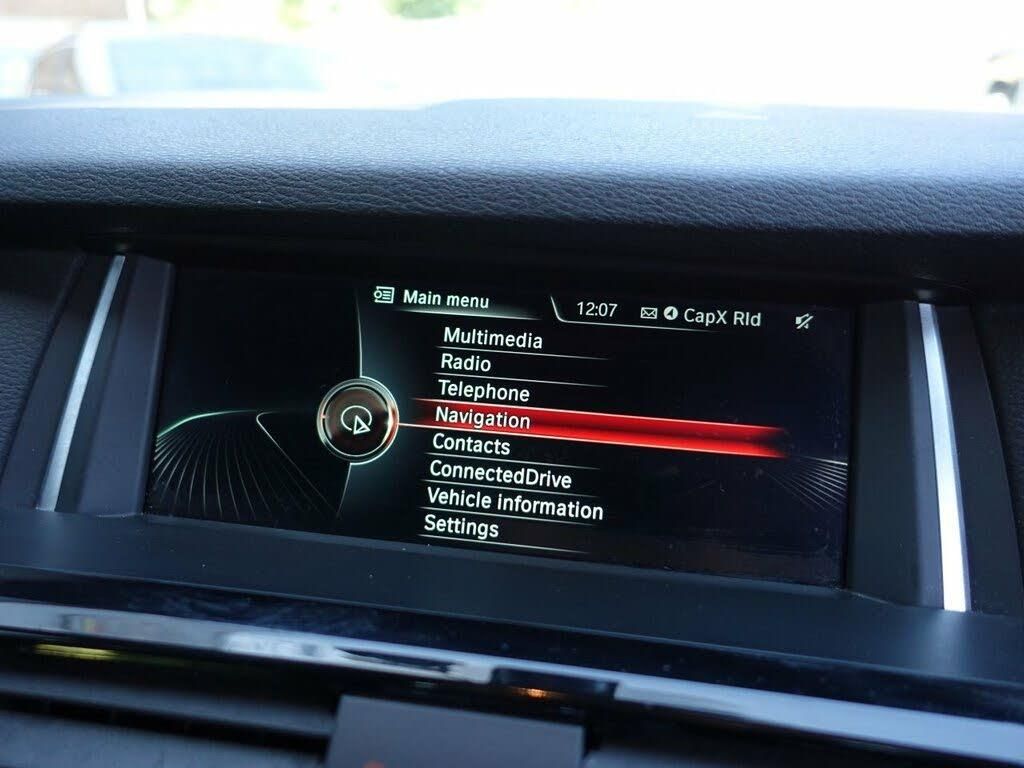 Main menu
12:07 CapX Rld
Multimedia
Radio
Telephone
Navigation
Contacts
ConnectedDrive
Vehicle information
Settings